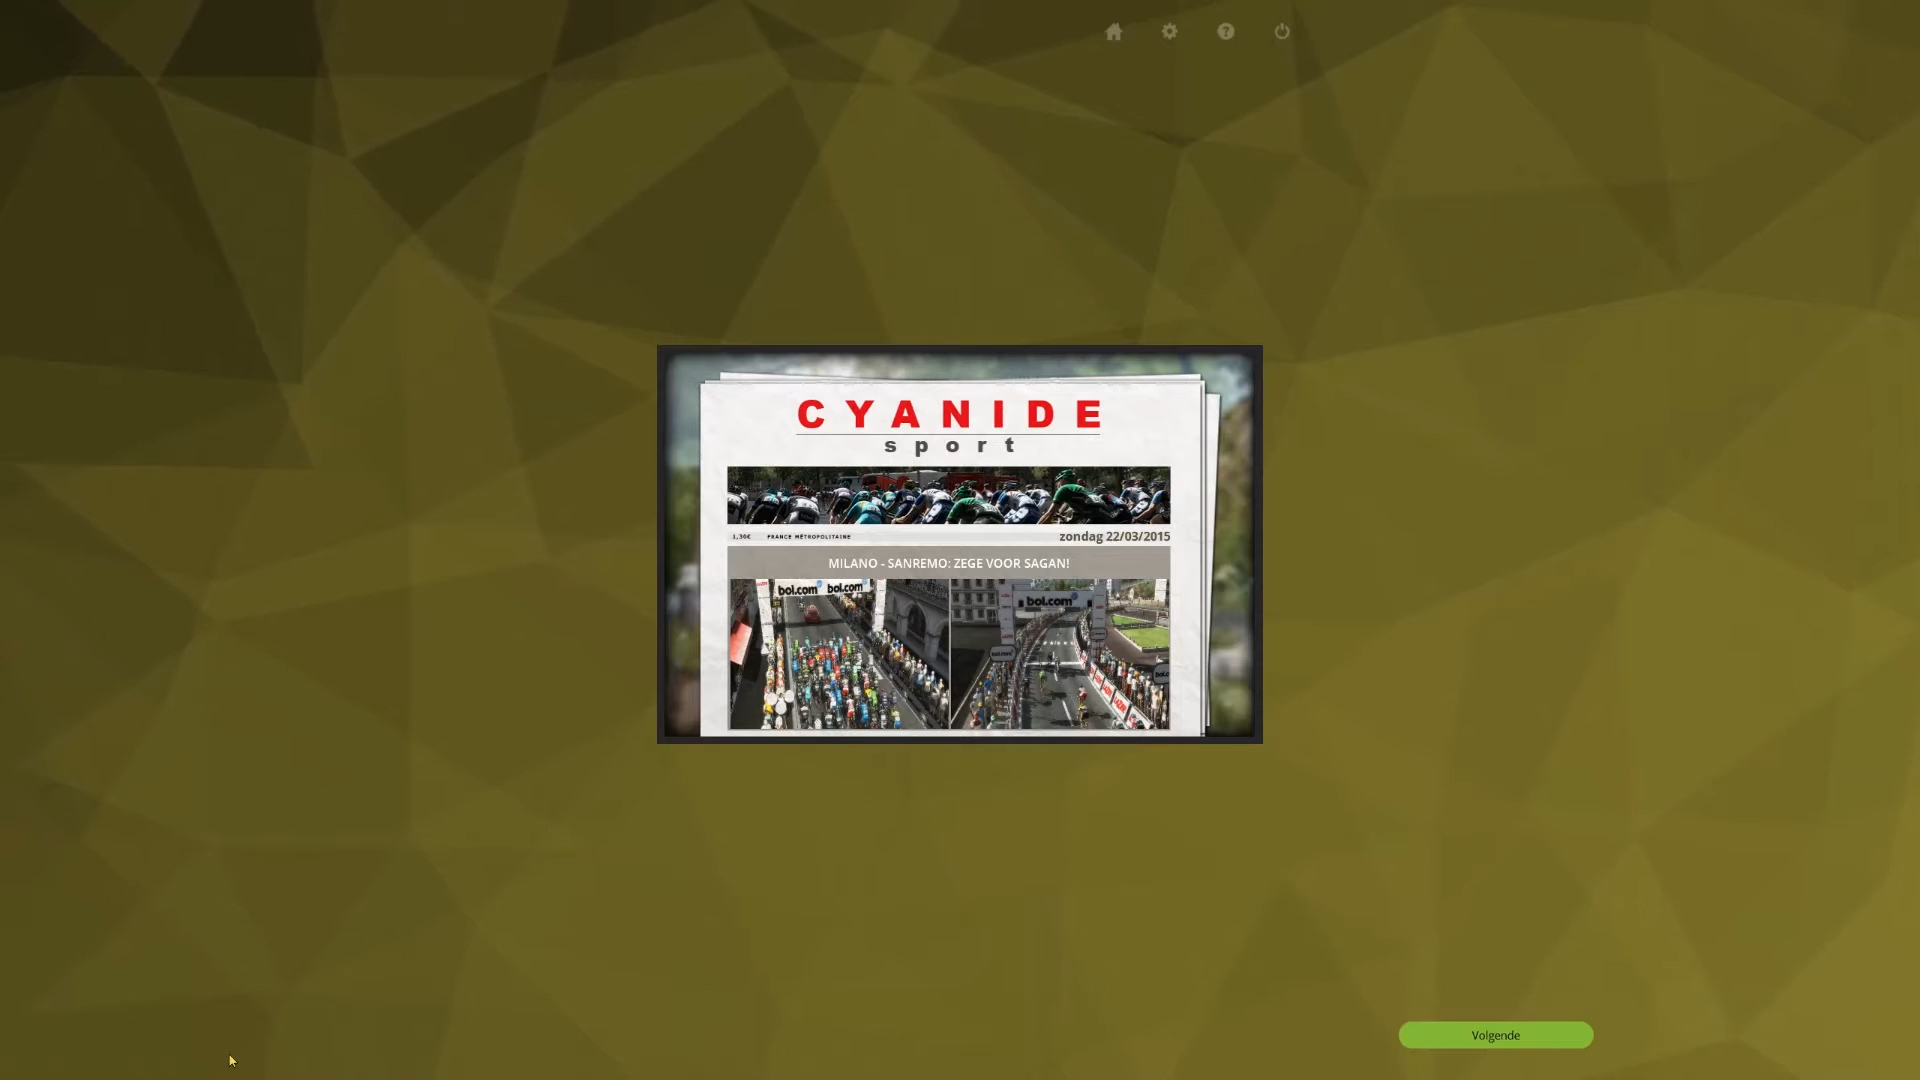 CYANIDE
sport
1,30€ FRANCE MÉTROPOLITAINE zondag 22/03/2015
MILANO - SANREMO: ZEGE VOOR SAGAN!
bol.com bol.com
bol.com
Volgende